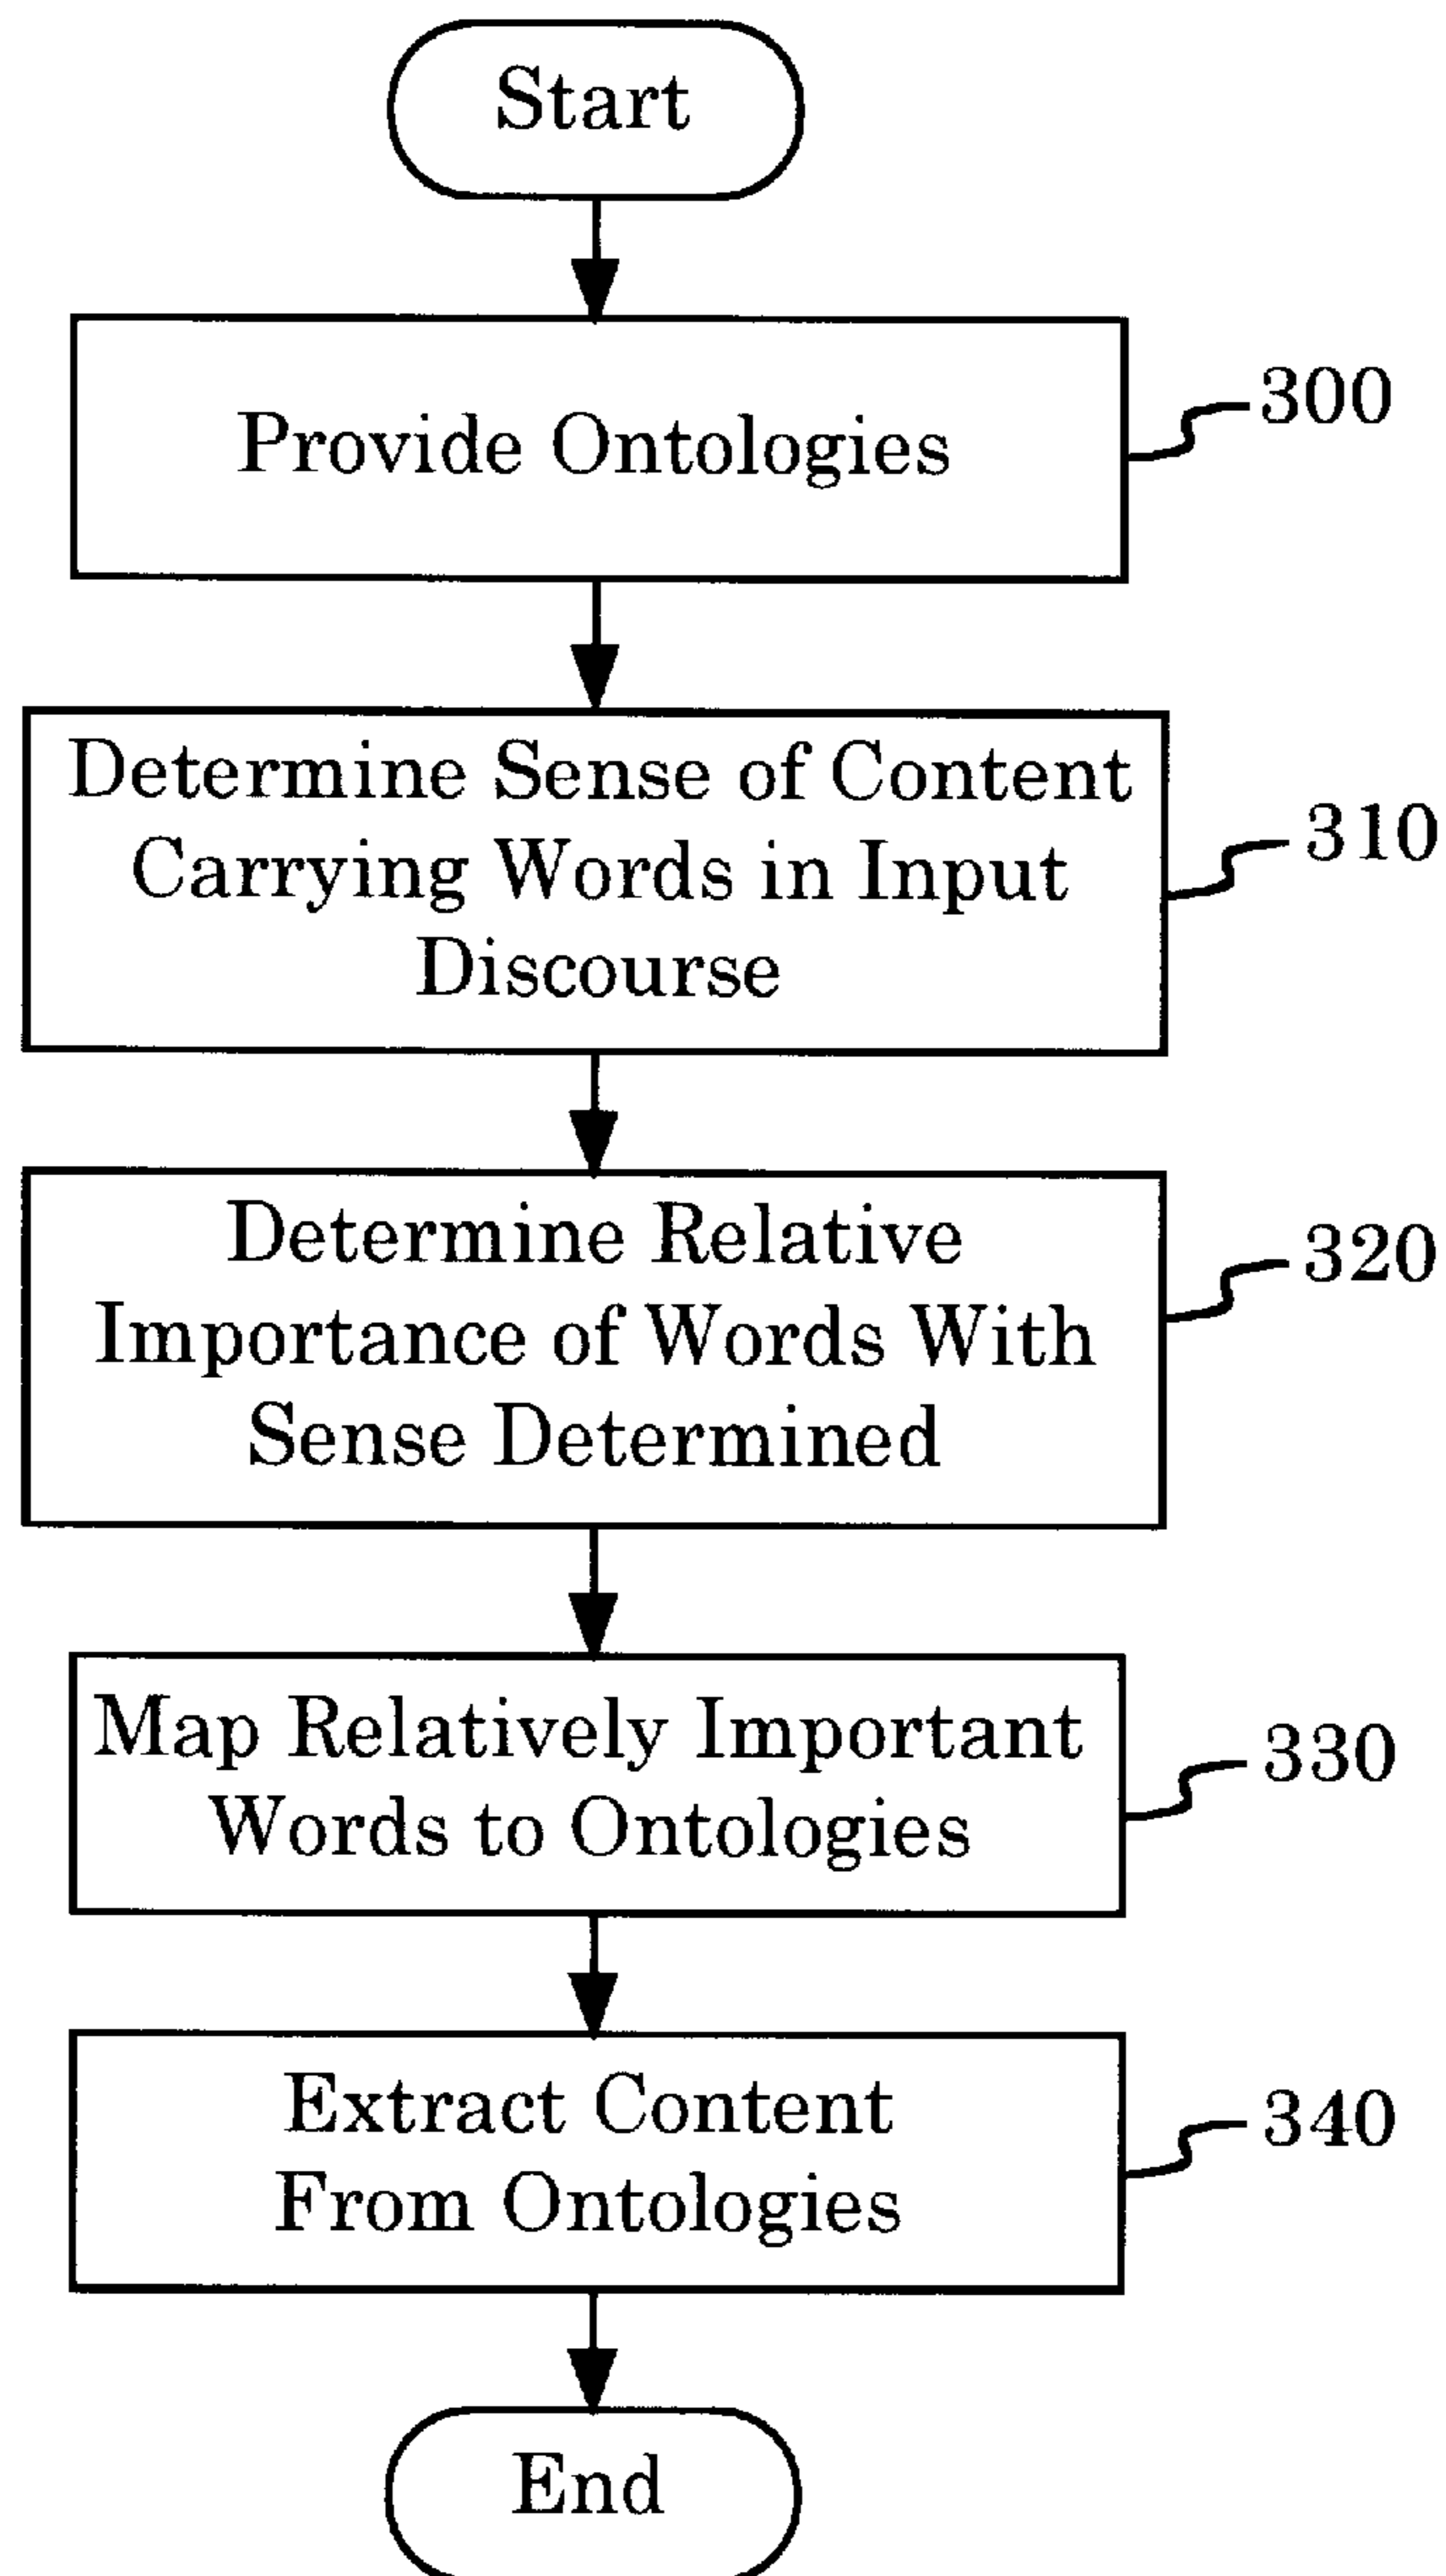 Start
Provide Ontologies
300
Determine Sense of Content
Carrying Words in Input
Discourse
310
Determine Relative
Importance of Words With
Sense Determined
320
Map Relatively Important
Words to Ontologies
330
Extract Content
From Ontologies
340
End